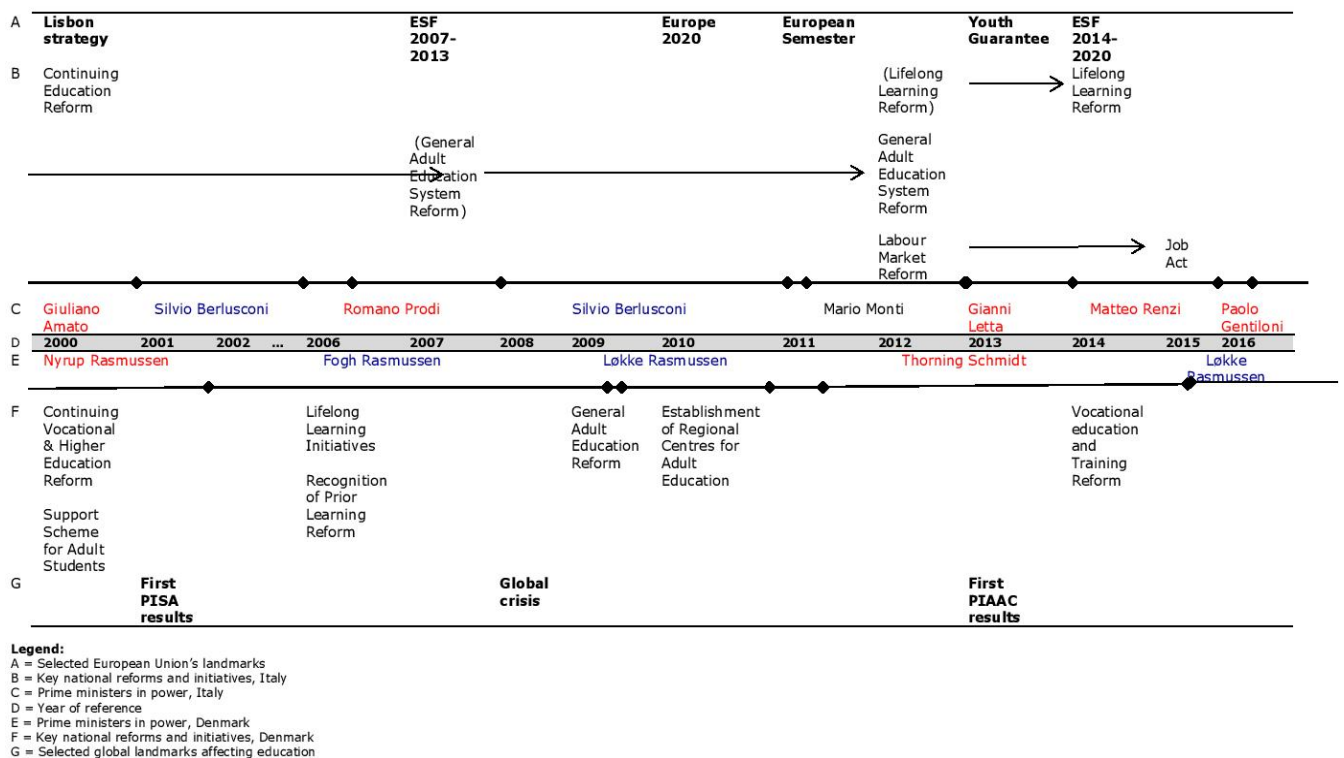 A
Lisbon
strategy
ESF
2007-
2013
Europe
2020
European
Semester
Youth
Guarantee
ESF
2014-
2020
B
Continuing
Education
Reform
(Lifelong
Learning
Reform)
Lifelong
Learning
Reform
(General
Adult
Education
System
Reform)
General
Adult
Education
System
Reform
Labour
Market
Reform
Job
Act
C
Giuliano
Amato
Silvio Berlusconi
Romano Prodi
Silvio Berlusconi
Mario Monti
Gianni
Letta
Matteo Renzi
Paolo
Gentiloni
D 2000 2001 2002 ... 2006 2007 2008 2009 2010 2011 2012 2013 2014 2015 2016
E Nyrup Rasmussen Fogh Rasmussen Løkke Rasmussen Thorning Schmidt Løkke
Rasmussen
F
Continuing
Vocational
& Higher
Education
Reform
Support
Scheme
for Adult
Students
Lifelong
Learning
Initiatives
Recognition
of Prior
Learning
Reform
General
Adult
Education
Reform
Establishment
of Regional
Centres for
Adult
Education
Vocational
education
and
Training
Reform
G
First
PISA
results
Global
crisis
First
PIAAC
results
Legend:
A = Selected European Union's landmarks
B = Key national reforms and initiatives, Italy
C = Prime ministers in power, Italy
D = Year of reference
E = Prime ministers in power, Denmark
F = Key national reforms and initiatives, Denmark
G = Selected global landmarks affecting education